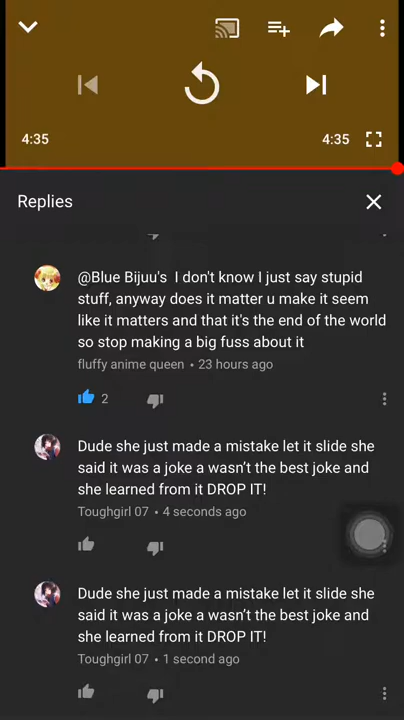 4:35
4:35
Replies
@Blue Bijuu's I don't know I just say stupid
stuff, anyway does it matter u make it seem
like it matters and that it's the end of the world
so stop making a big fuss about it
fluffy anime queen • 23 hours ago
2
Dude she just made a mistake let it slide she
said it was a joke a wasn't the best joke and
she learned from it DROP IT!
Toughgirl 07 • 4 seconds ago
Dude she just made a mistake let it slide she
said it was a joke a wasn't the best joke and
she learned from it DROP IT!
Toughgirl 07 • 1 second ago